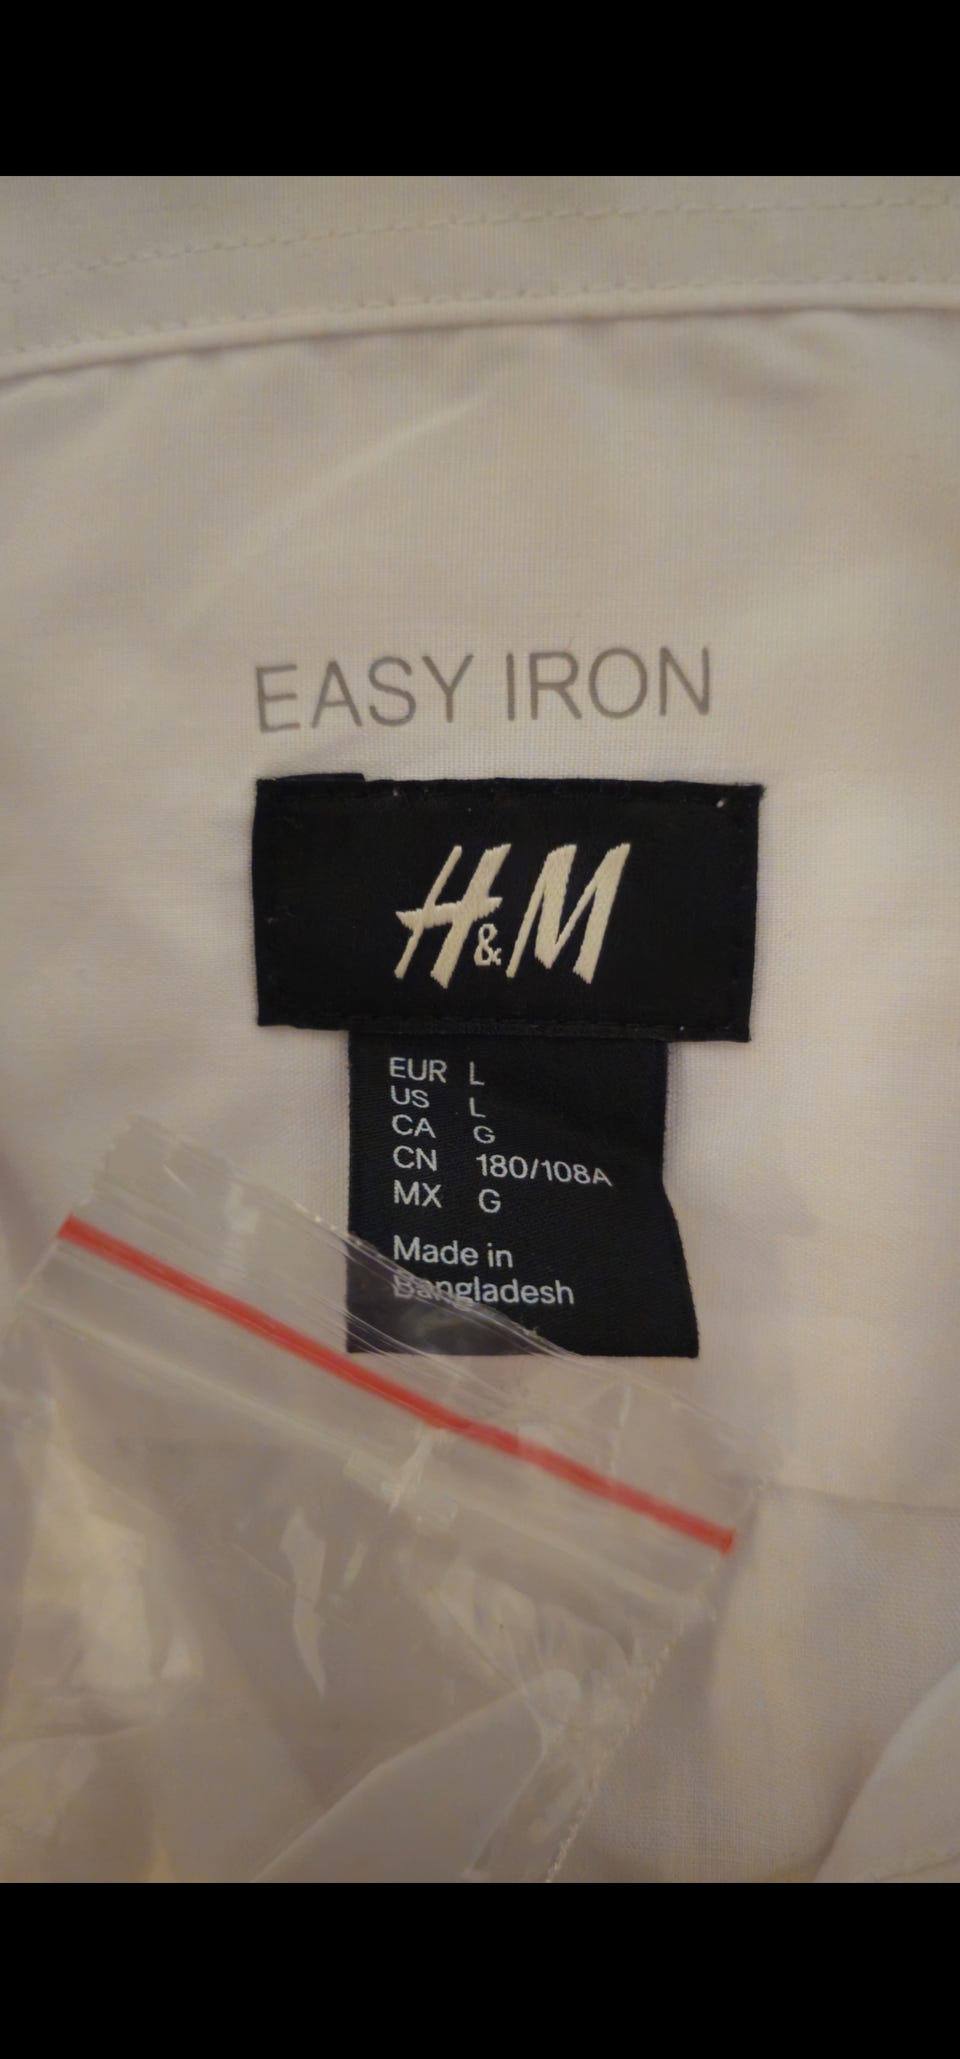 EASY IRON
H&M
EUR L
US L
CA G
CN 180/108A
MX G
Made in
Bangladesh